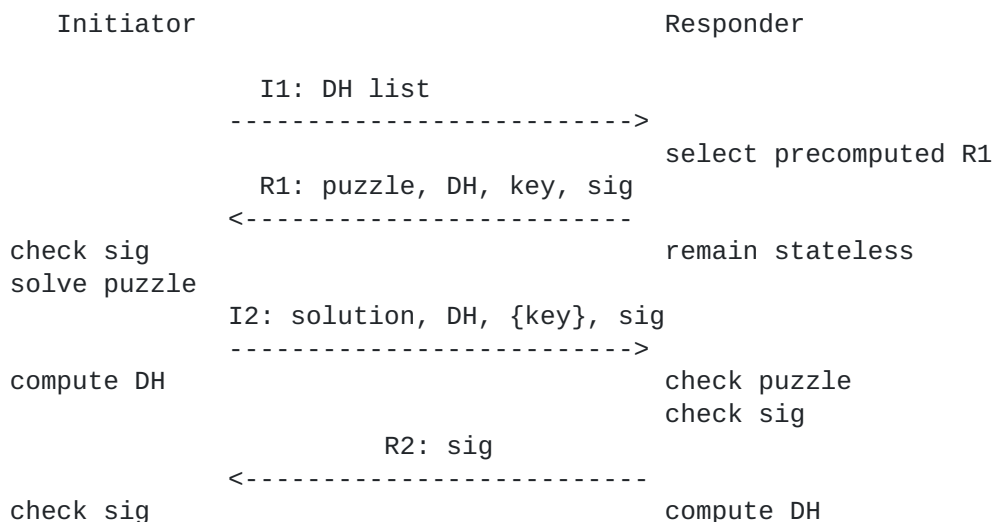 Initiator Responder
I1: DH list
-------------------------->
select precomputed R1
R1: puzzle, DH, key, sig
<-------------------------
check sig remain stateless
solve puzzle
I2: solution, DH, {key}, sig
-------------------------->
compute DH check puzzle
check sig
R2: sig
<--------------------------
check sig compute DH